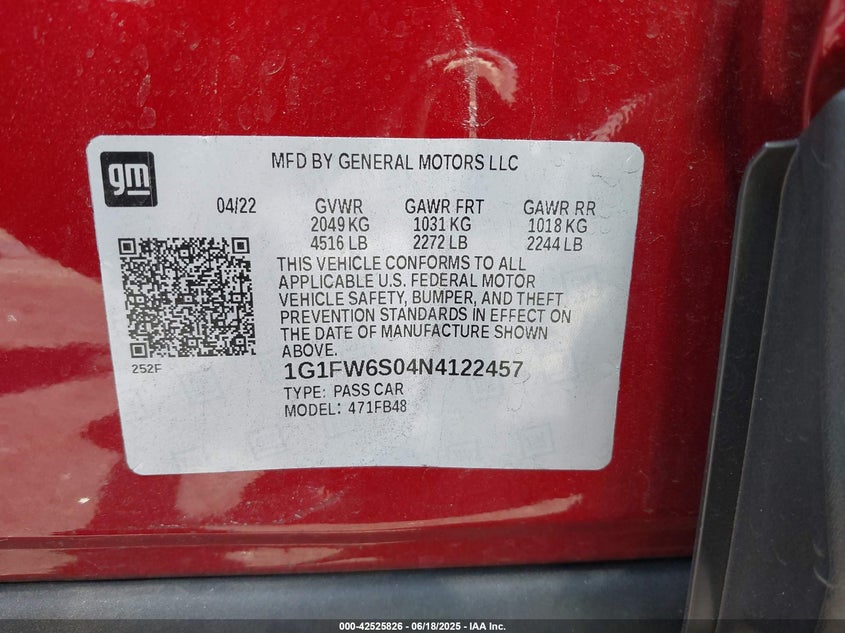 gm
MFD BY GENERAL MOTORS LLC
04/22 GVWR GAWR FRT GAWR RR
2049 KG 1031 KG 1018 KG
4516 LB 2272 LB 2244 LB
THIS VEHICLE CONFORMS TO ALL
APPLICABLE U.S. FEDERAL MOTOR
VEHICLE SAFETY, BUMPER, AND THEFT
PREVENTION STANDARDS IN EFFECT ON
THE DATE OF MANUFACTURE SHOWN
ABOVE.
252F
1G1FW6S04N4122457
TYPE: PASS CAR
MODEL: 471FB48
000-42525826 - 06/18/2025 - IAA Inc.